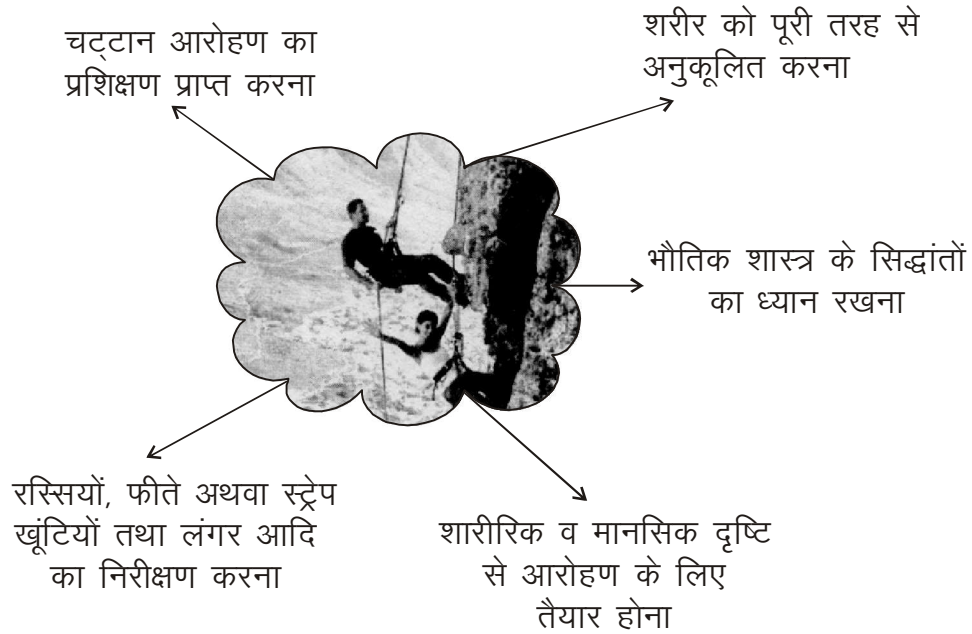 चट्टान आरोहण का
प्रशिक्षण प्राप्त करना
शरीर को पूरी तरह से
अनुकूलित करना
भौतिक शास्त्र के सिद्धांतों
का ध्यान रखना
रस्सियों, फीते अथवा स्ट्रेप
खूंटियों तथा लंगर आदि
का निरीक्षण करना
शारीरिक व मानसिक दृष्टि
से आरोहण के लिए
तैयार होना